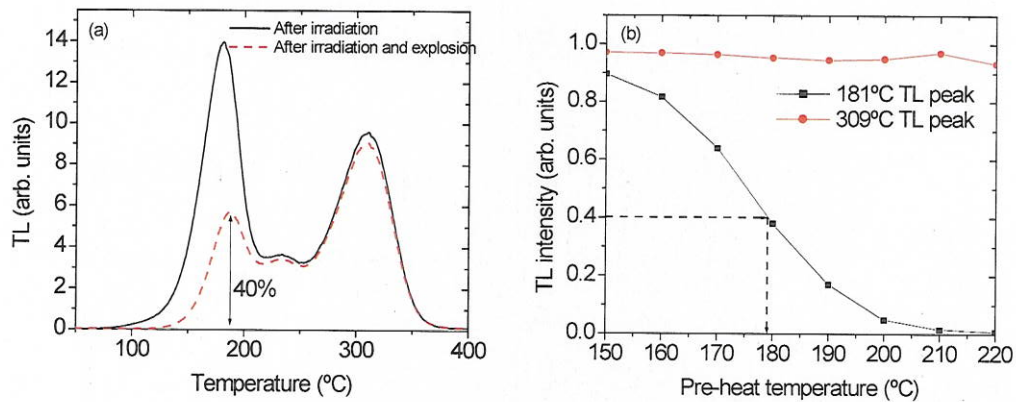 (a)
After irradiation
After irradiation and explosion
14
12
10
8
6
4
2
0
TL (arb. units)
40%
100
200
300
400
Temperature (ºC)
(b)
181ºC TL peak
309ºC TL peak
1.0
0.8
0.6
0.4
0.2
0.0
TL intensity (arb. units)
150
160
170
180
190
200
210
220
Pre-heat temperature (ºC)